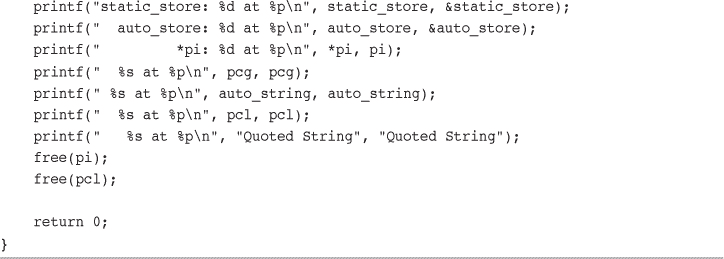 printf("static_store: %d at %p\n", static_store, &static_store);
printf("  auto_store: %d at %p\n", auto_store, &auto_store);
printf("         *pi: %d at %p\n", *pi, pi);
printf("  %s at %p\n", pcg, pcg);
printf(" %s at %p\n", auto_string, auto_string);
printf("  %s at %p\n", pcl, pcl);
printf("   %s at %p\n", "Quoted String", "Quoted String");
free(pi);
free(pcl);
return 0;
}